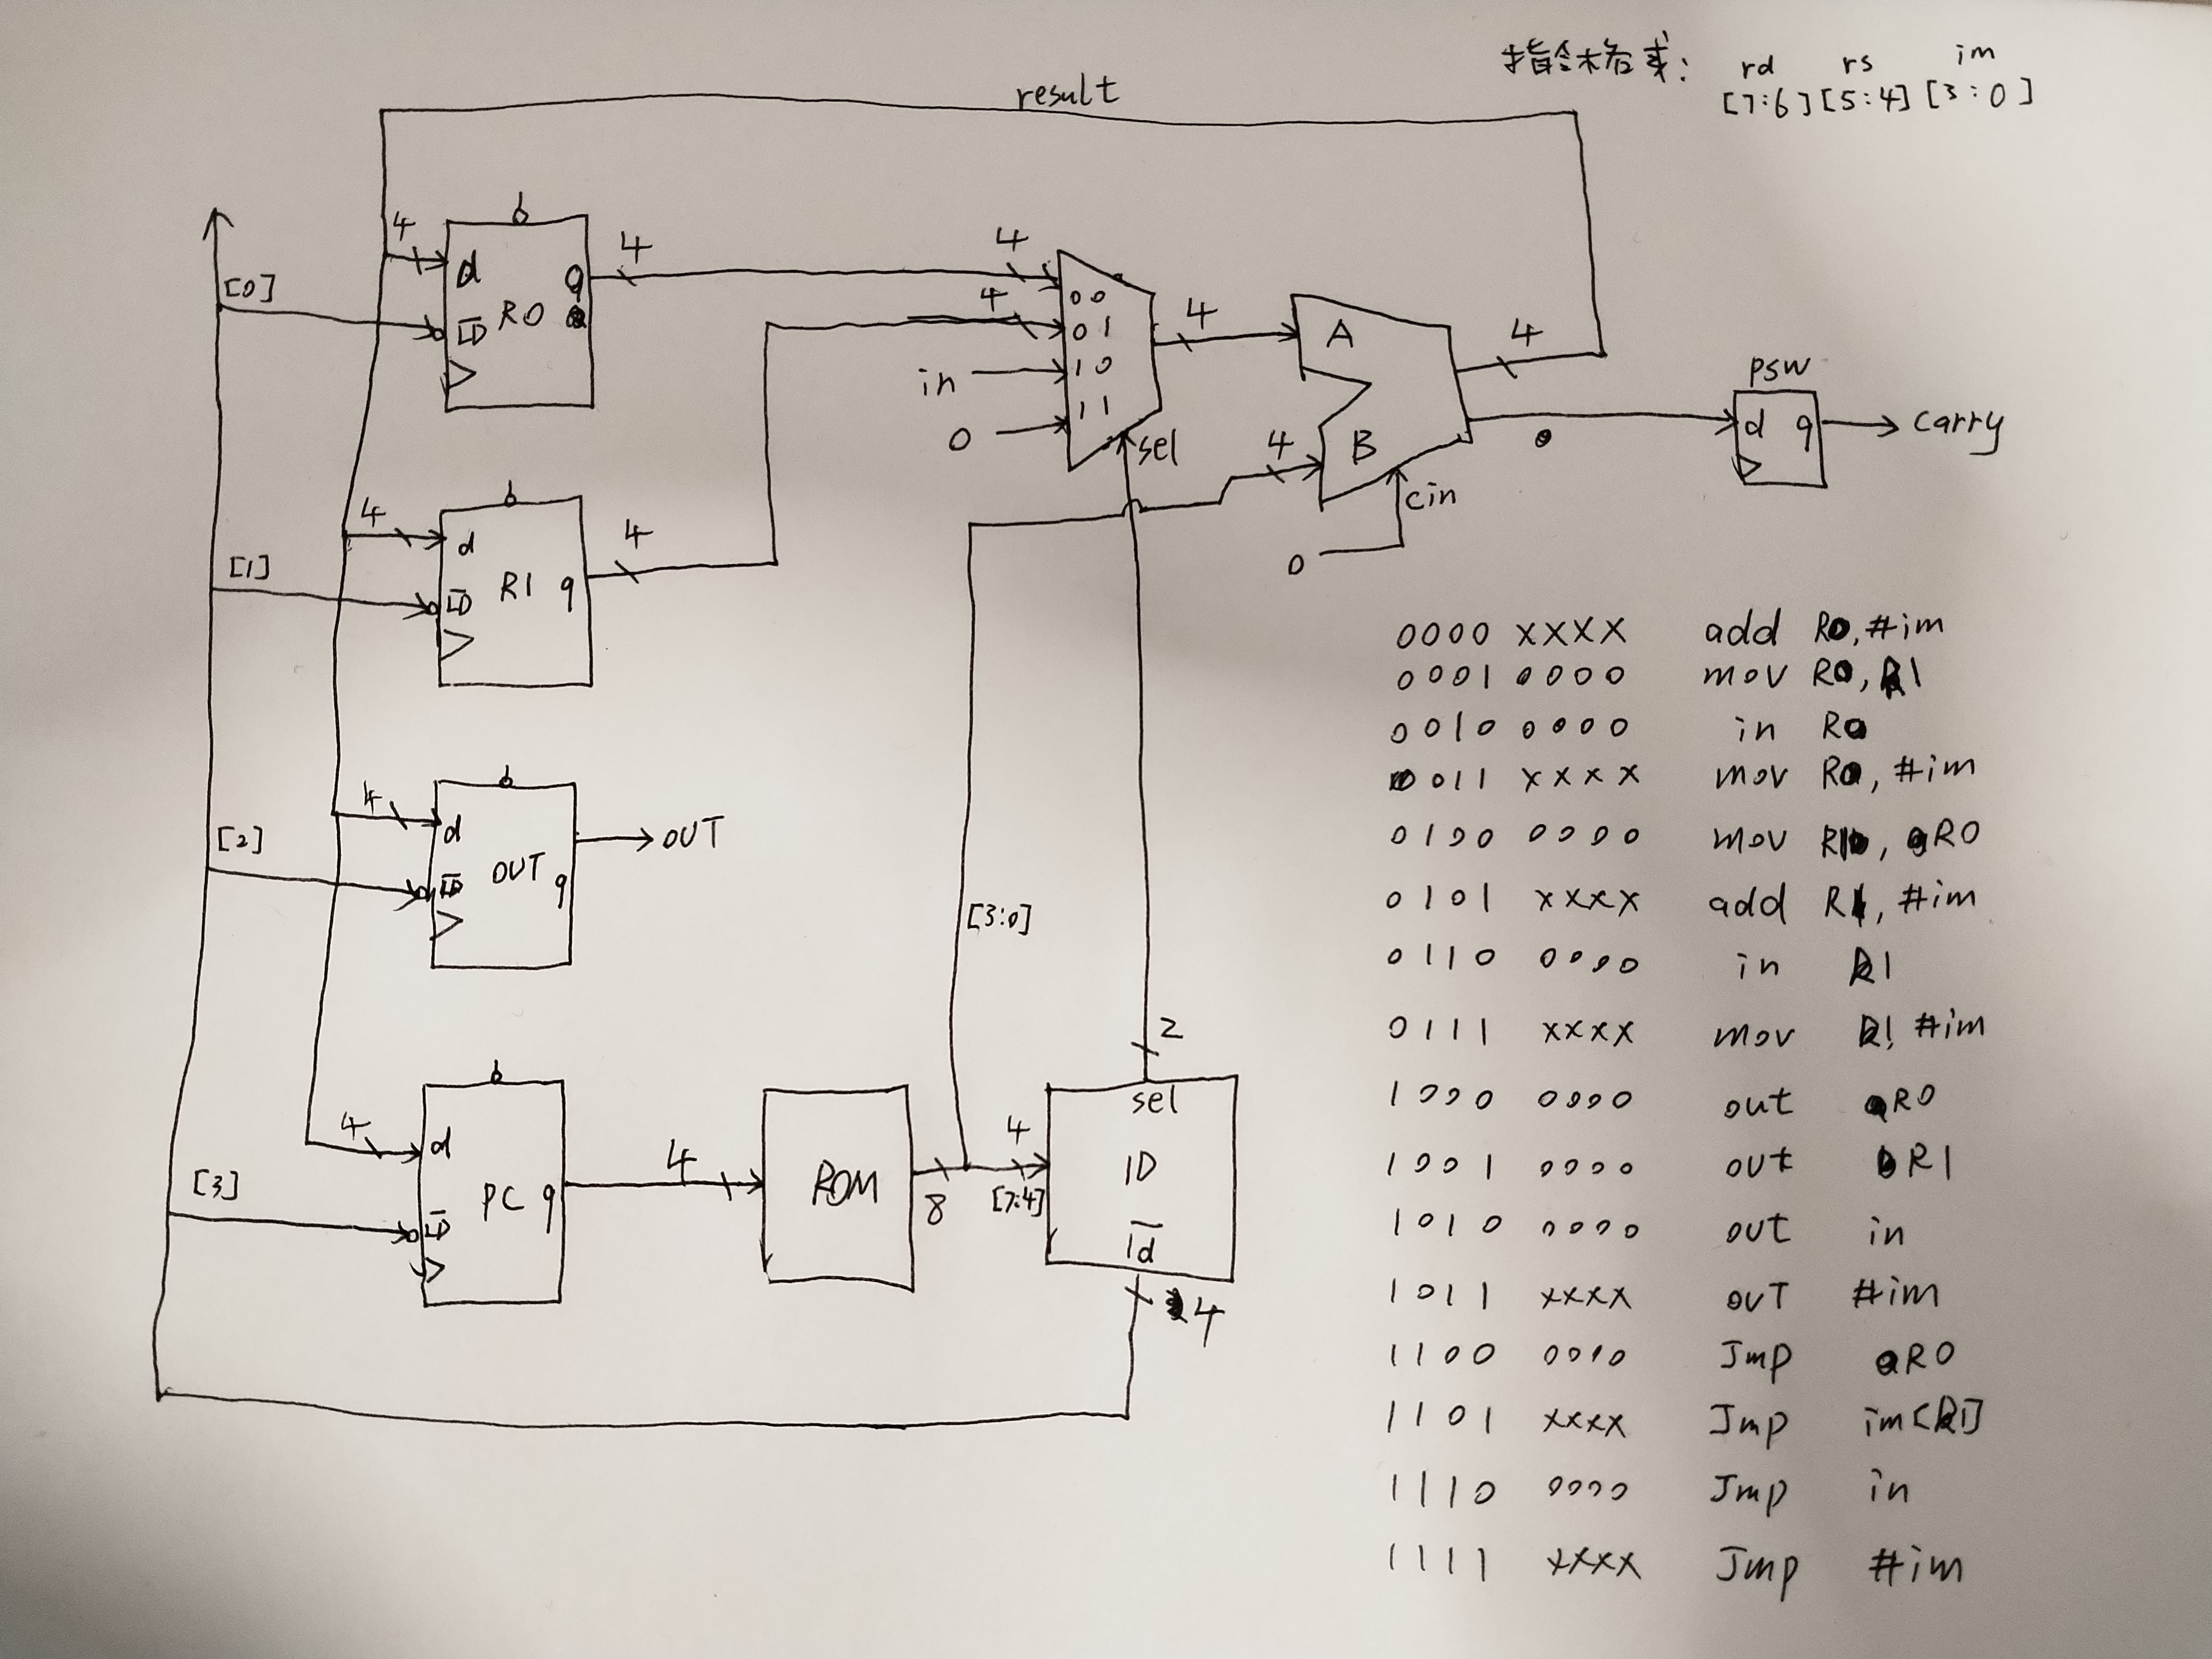 指令格式: rd rs im
[7:6] [5:4] [3:0]
result
4 d q R0 LD 4
[0]
4 00
4 01
in 10
0 11
sel
4 A 4
4 B
cin
0
psw
d q carry
[1]
4 d R1 q LD 4
[2]
4 d OUT q LD OUT
[3:0]
2
[3]
4 d PC q LD 4
ROM
8
4
[7:4]
sel
ID
ld
4
0000 XXXX add R0, #im
0001 0000 mov R0, R1
0010 0000 in R0
0011 XXXX mov R0, #im
0100 0000 mov R1, R0
0101 XXXX add R1, #im
0110 0000 in R1
0111 XXXX mov R1 #im
1000 0000 out R0
1001 0000 out R1
1010 0000 out in
1011 XXXX OUT #im
1100 0010 Jmp R0
1101 XXXX Jmp im[R1]
1110 0000 Jmp in
1111 XXXX Jmp #im